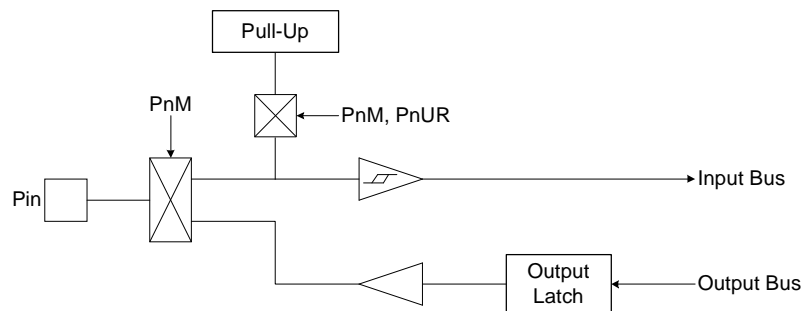 Pull-Up
PnM
PnM, PnUR
Pin
Input Bus
Output
Latch
Output Bus